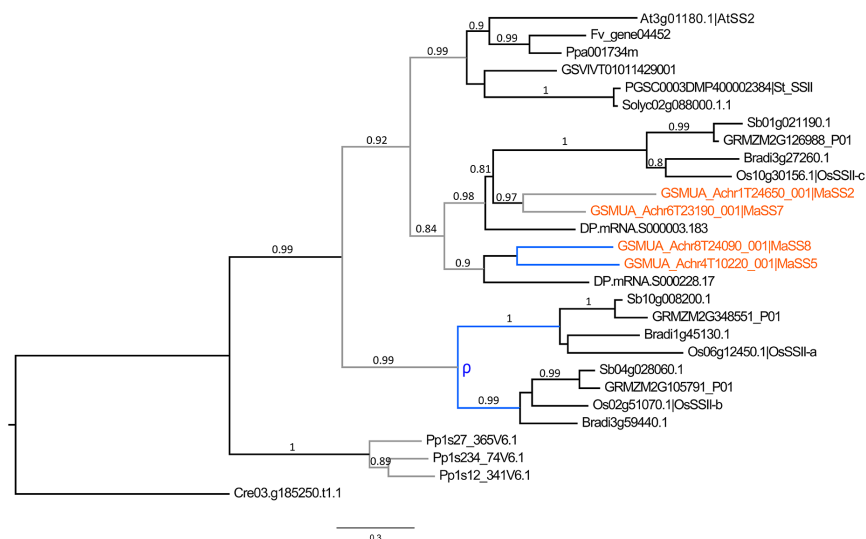 At3g01180.1|AtSS2
0.9
0.99
Fv_gene04452
0.99
Ppa001734m
GSVIVT01011429001
PGSC0003DMP400002384|St_SSII
1
Solyc02g088000.1.1
Sb01g021190.1
0.99
GRMZM2G126988_P01
1
0.92
Bradi3g27260.1
0.8
0.81
Os10g30156.1|OsSSII-c
GSMUA_Achr1T24650_001|MaSS2
0.98
0.97
GSMUA_Achr6T23190_001|MaSS7
DP.mRNA.S000003.183
0.84
GSMUA_Achr8T24090_001|MaSS8
0.99
0.9
GSMUA_Achr4T10220_001|MaSS5
DP.mRNA.S000228.17
Sb10g008200.1
1
GRMZM2G348551_P01
1
Bradi1g45130.1
Os06g12450.1|OsSSII-a
0.99
ρ
Sb04g028060.1
0.99
GRMZM2G105791_P01
0.99
Os02g51070.1|OsSSII-b
Bradi3g59440.1
Pp1s27_365V6.1
1
Pp1s234_74V6.1
0.89
Pp1s12_341V6.1
Cre03.g185250.t1.1
0.3